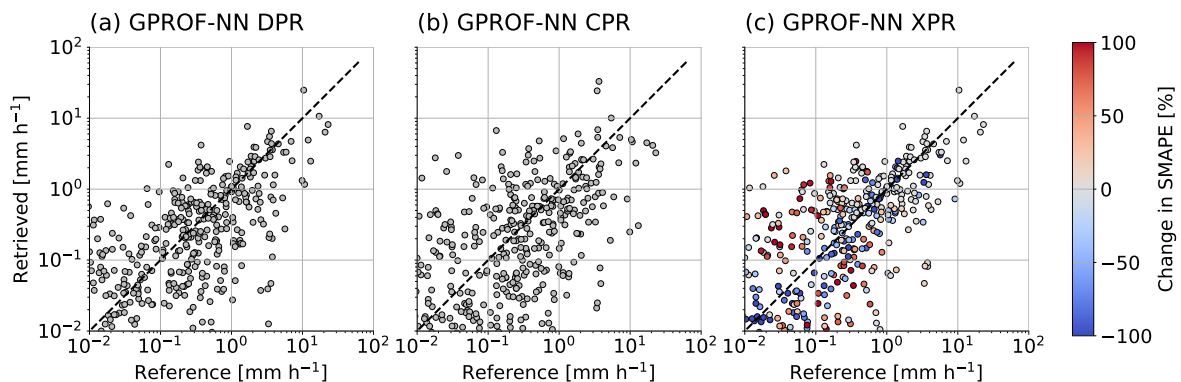 (a) GPROF-NN DPR
(b) GPROF-NN CPR
(c) GPROF-NN XPR
Retrieved [mm h⁻¹]
10²
10¹
10⁰
10⁻¹
10⁻²
10⁻² 10⁻¹ 10⁰ 10¹ 10²
10⁻² 10⁻¹ 10⁰ 10¹ 10²
10⁻² 10⁻¹ 10⁰ 10¹ 10²
Reference [mm h⁻¹]
Reference [mm h⁻¹]
Reference [mm h⁻¹]
100
50
0
−50
−100
Change in SMAPE [%]